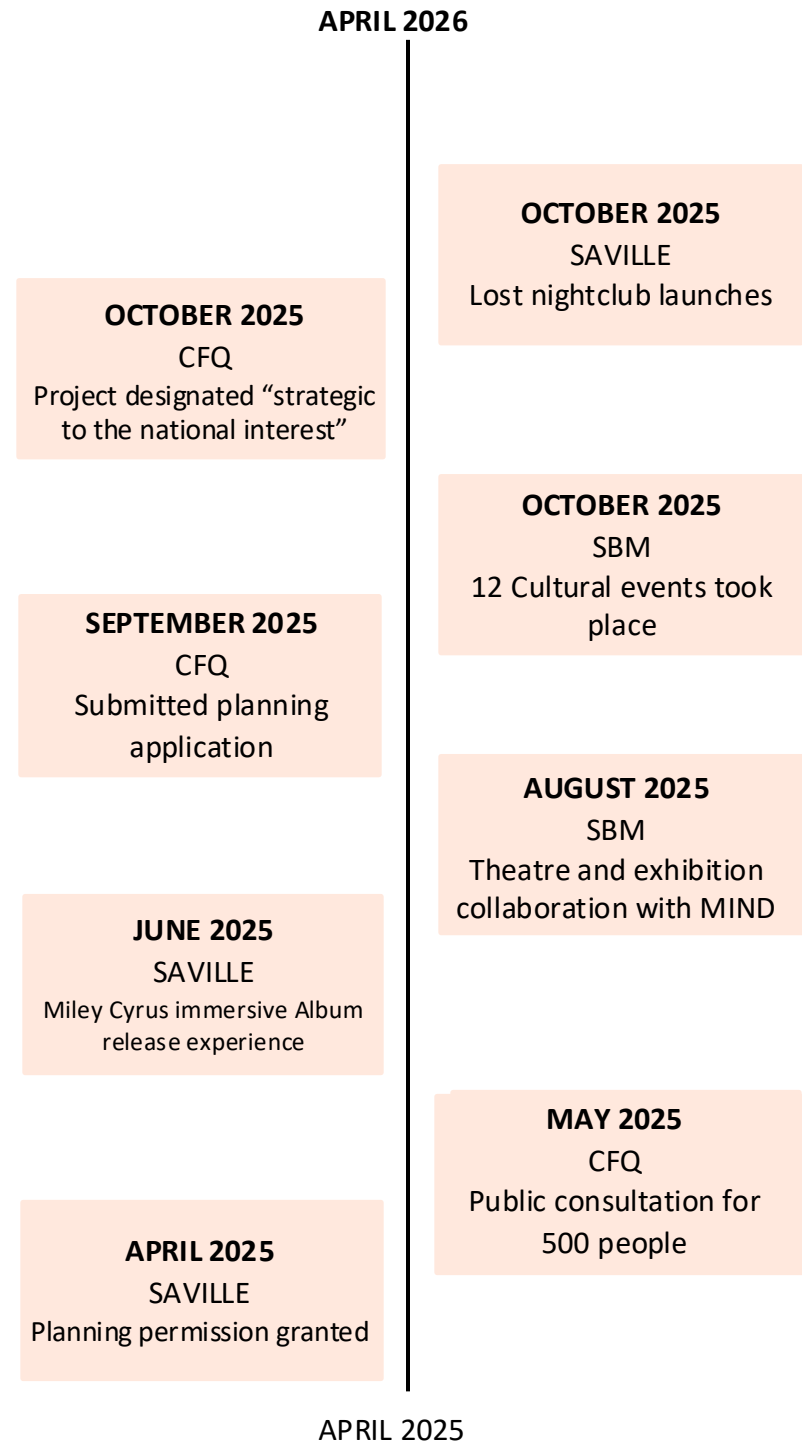 APRIL 2026
OCTOBER 2025
SAVILLE
Lost nightclub launches
OCTOBER 2025
CFQ
Project designated “strategic
to the national interest”
OCTOBER 2025
SBM
12 Cultural events took
place
SEPTEMBER 2025
CFQ
Submitted planning
application
AUGUST 2025
SBM
Theatre and exhibition
collaboration with MIND
JUNE 2025
SAVILLE
Miley Cyrus immersive Album
release experience
MAY 2025
CFQ
Public consultation for
500 people
APRIL 2025
SAVILLE
Planning permission granted
APRIL 2025